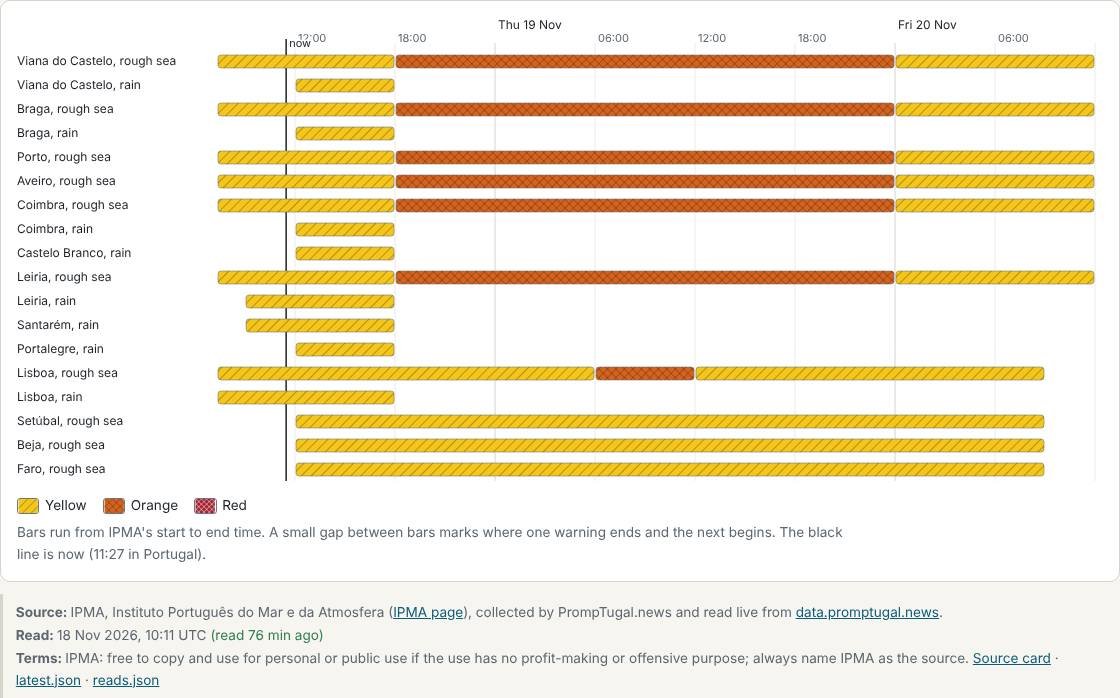 Thu 19 Nov
Fri 20 Nov
12:00
18:00
06:00
12:00
18:00
06:00
now
Viana do Castelo, rough sea
Viana do Castelo, rain
Braga, rough sea
Braga, rain
Porto, rough sea
Aveiro, rough sea
Coimbra, rough sea
Coimbra, rain
Castelo Branco, rain
Leiria, rough sea
Leiria, rain
Santarém, rain
Portalegre, rain
Lisboa, rough sea
Lisboa, rain
Setúbal, rough sea
Beja, rough sea
Faro, rough sea
Yellow
Orange
Red
Bars run from IPMA's start to end time. A small gap between bars marks where one warning ends and the next begins. The black
line is now (11:27 in Portugal).
Source: IPMA, Instituto Português do Mar e da Atmosfera (IPMA page), collected by PrompTugal.news and read live from data.promptugal.news.
Read: 18 Nov 2026, 10:11 UTC (read 76 min ago)
Terms: IPMA: free to copy and use for personal or public use if the use has no profit-making or offensive purpose; always name IPMA as the source. Source card ·
latest.json · reads.json